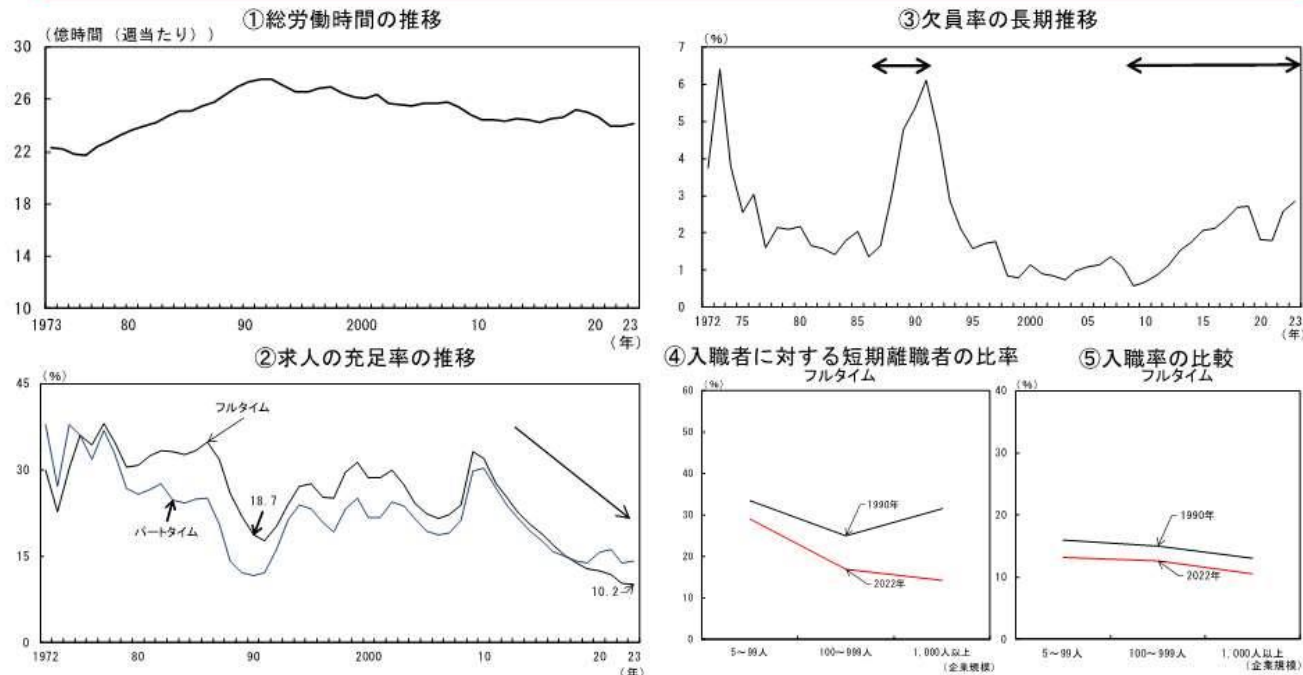 ①総労働時間の推移
(億時間（週当たり）)
30
26
22
18
14
10
1973
80
90
2000
10
20
23
(年)
③欠員率の長期推移
(%)
7
6
5
4
3
2
1
0
1972
75
80
85
90
95
2000
05
10
15
20
23
(年)
②求人の充足率の推移
(%)
45
30
15
0
フルタイム
パートタイム
18.7
10.2
1972
80
90
2000
10
20
23
(年)
④入職者に対する短期離職者の比率
フルタイム
(%)
60
50
40
30
20
10
0
1990年
2022年
5～99人
100～999人
1,000人以上
(企業規模)
⑤入職率の比較
フルタイム
(%)
40
30
20
10
0
1990年
2022年
5～99人
100～999人
1,000人以上
(企業規模)